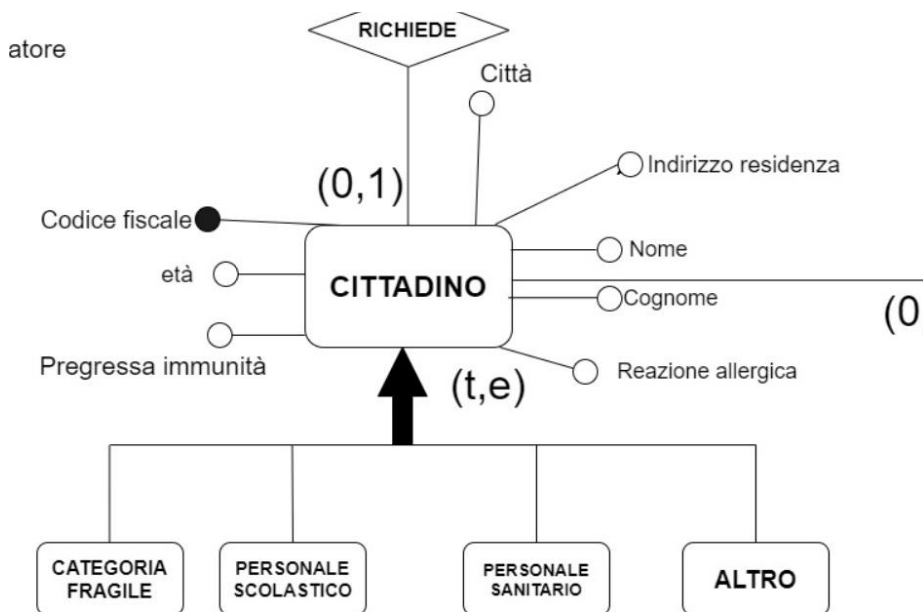 RICHIEDE
atore
Città
Indirizzo residenza
(0,1)
Codice fiscale
Nome
età
CITTADINO
Cognome
(0
Pregressa immunità
(t,e)
Reazione allergica
CATEGORIA
FRAGILE
PERSONALE
SCOLASTICO
PERSONALE
SANITARIO
ALTRO